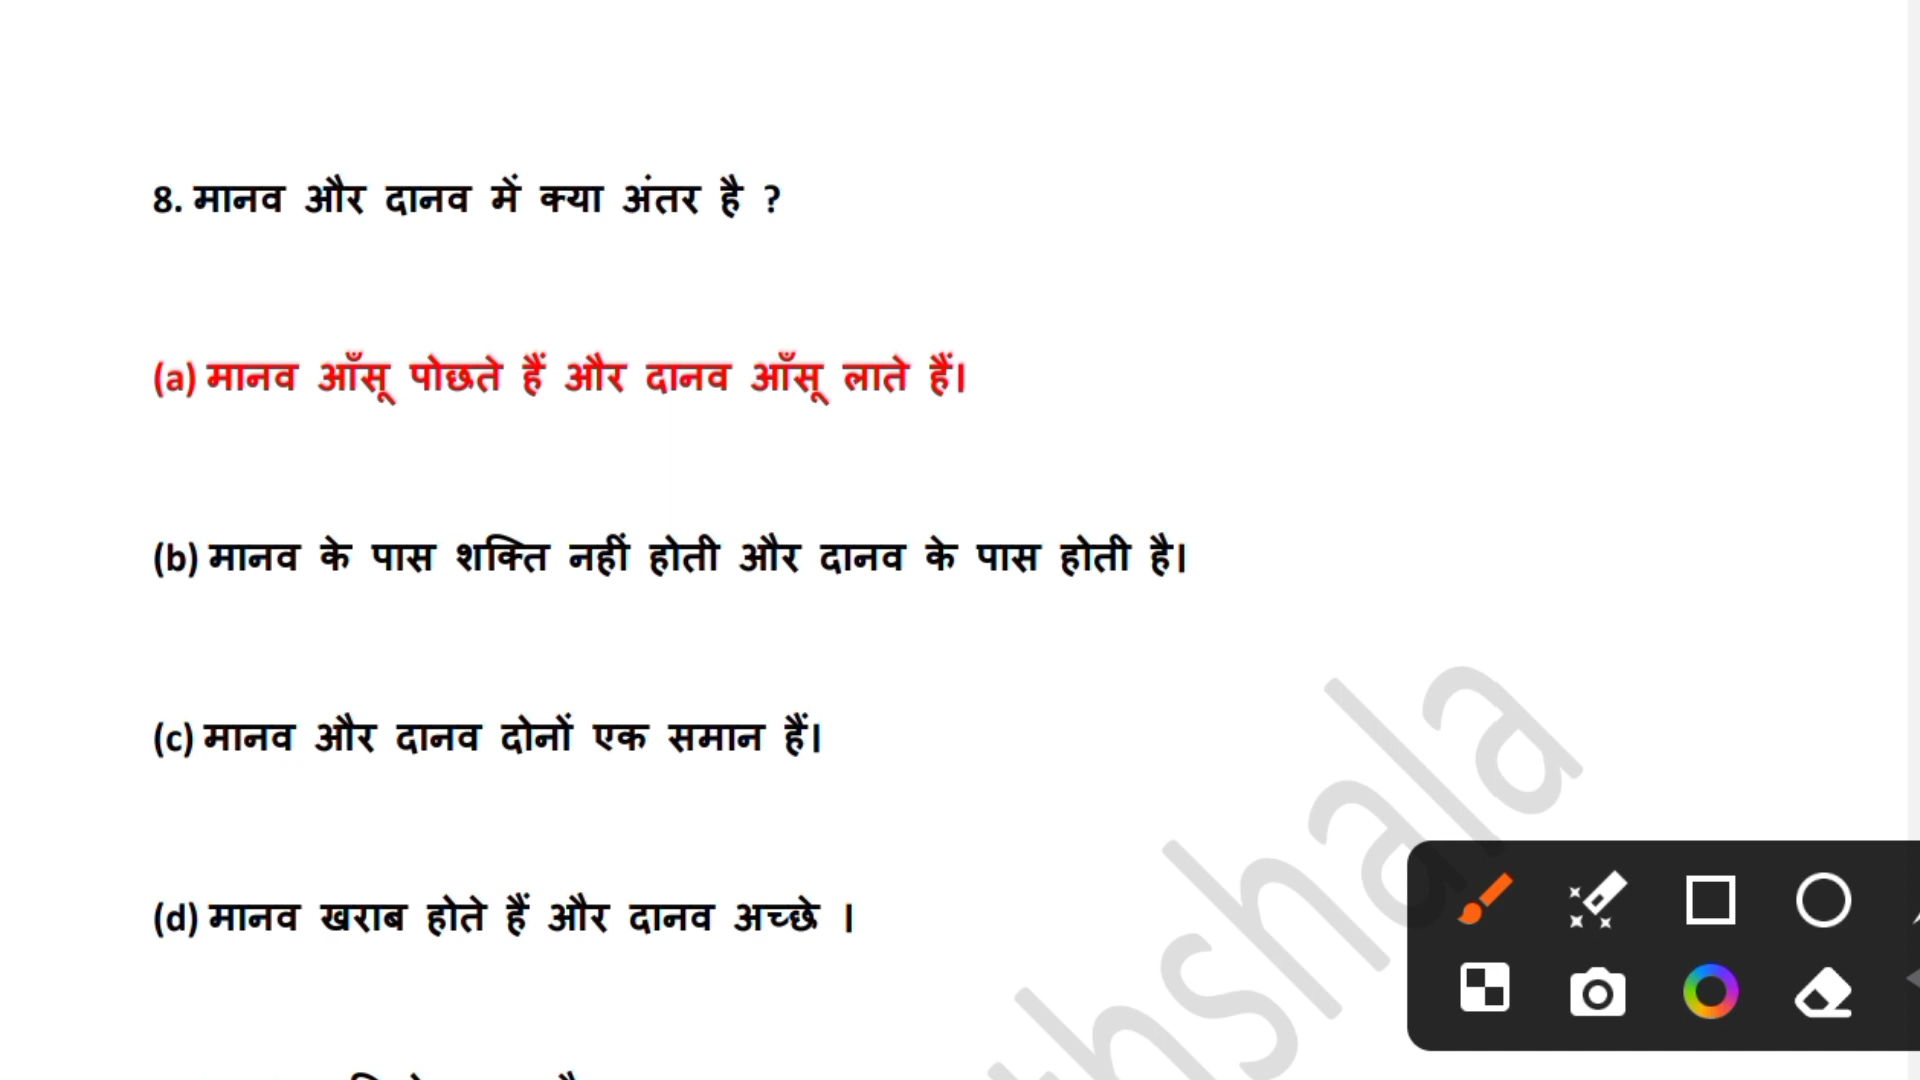 8. मानव और दानव में क्या अंतर है ?
(a) मानव आँसू पोछते हैं और दानव आँसू लाते हैं।
(b) मानव के पास शक्ति नहीं होती और दानव के पास होती है।
(c) मानव और दानव दोनों एक समान हैं।
(d) मानव खराब होते हैं और दानव अच्छे ।
thshala